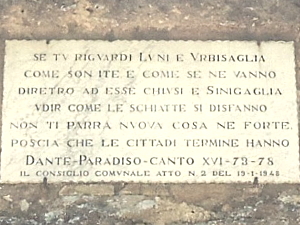 SE TV RIGVARDI LVNI E VRBISAGLIA
COME SON ITE E COME SE NE VANNO
DIRETRO AD ESSE CHIVSI E SINIGAGLIA
VDIR COME LE SCHIATTE SI DISFANNO
NON TI PARRA NVOVA COSA NE FORTE
POSCIA CHE LE CITTADI TERMINE HANNO
DANTE-PARADISO-CANTO XVI-73-78
IL CONSIGLIO COMVNALE ATTO N. 2 DEL 19-1-1948